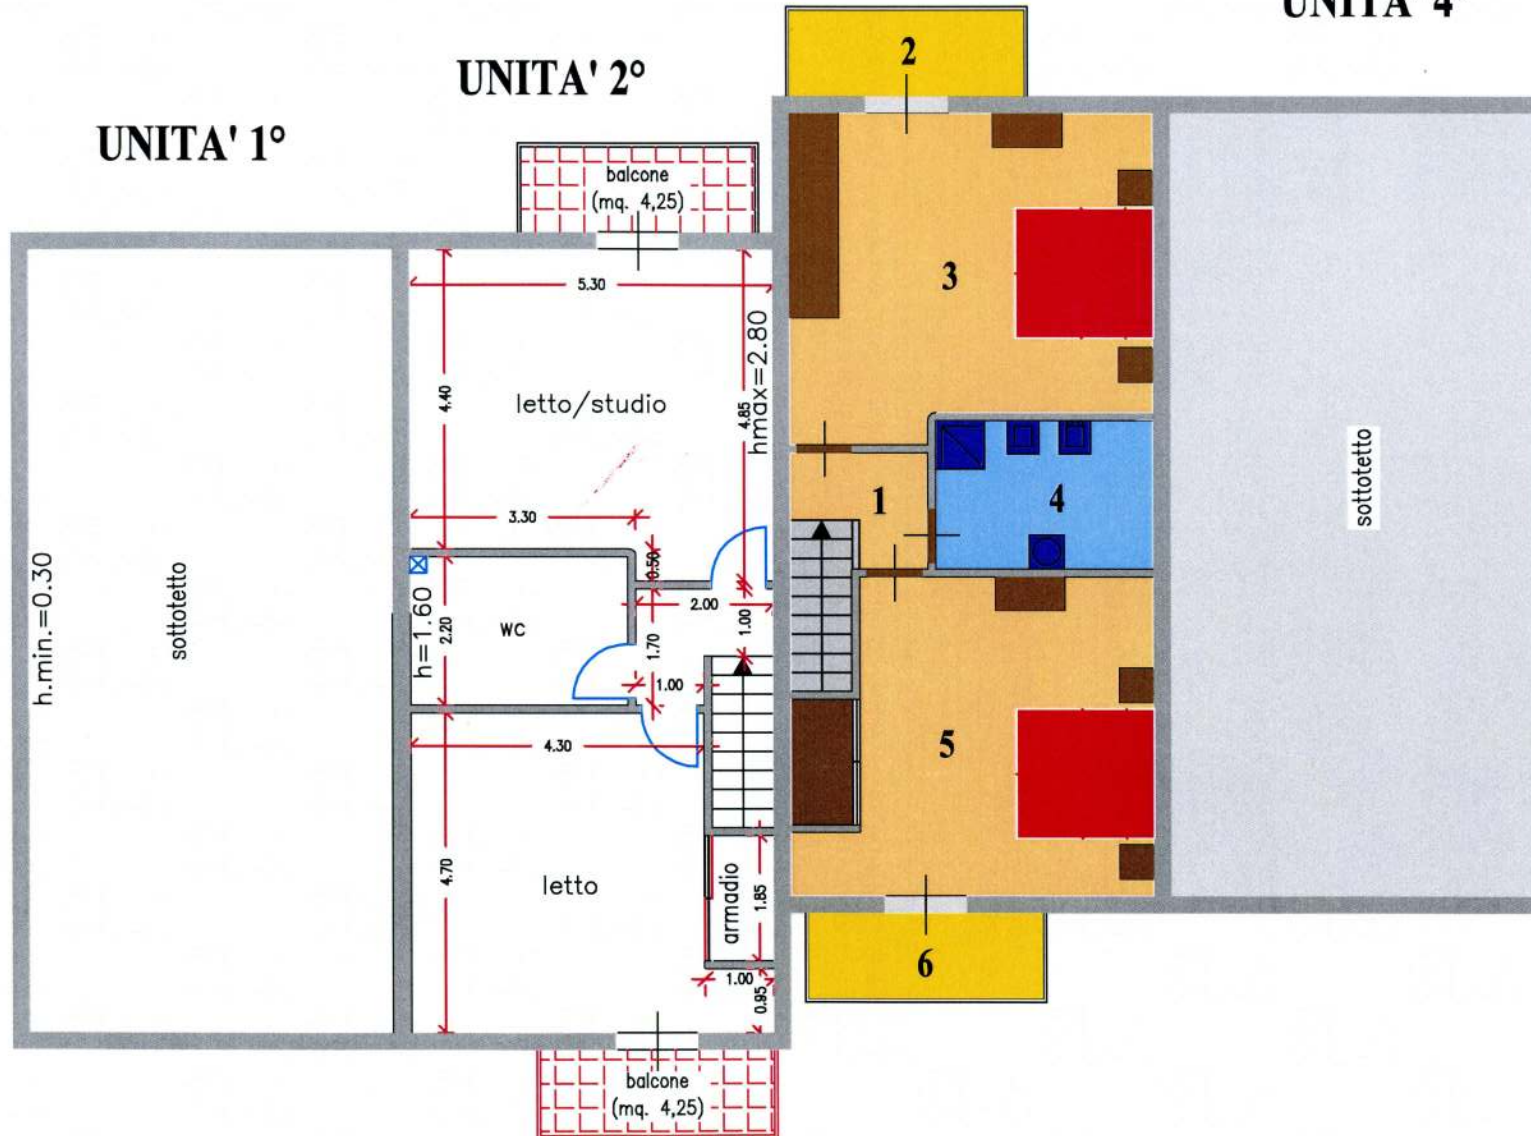 UNITA' 4
UNITA' 2°
UNITA' 1°
2
balcone
(mq. 4,25)
5.30
3
hmax=2.80
4.40
4.85
letto/studio
sottotetto
3.30
1
4
0.50
h.min.=0.30
sottotetto
h=1.60
2.20
WC
2.00
1.00
1.70
1.00
4.30
5
4.70
letto
armadio
1.85
1.00
0.95
6
balcone
(mq. 4,25)